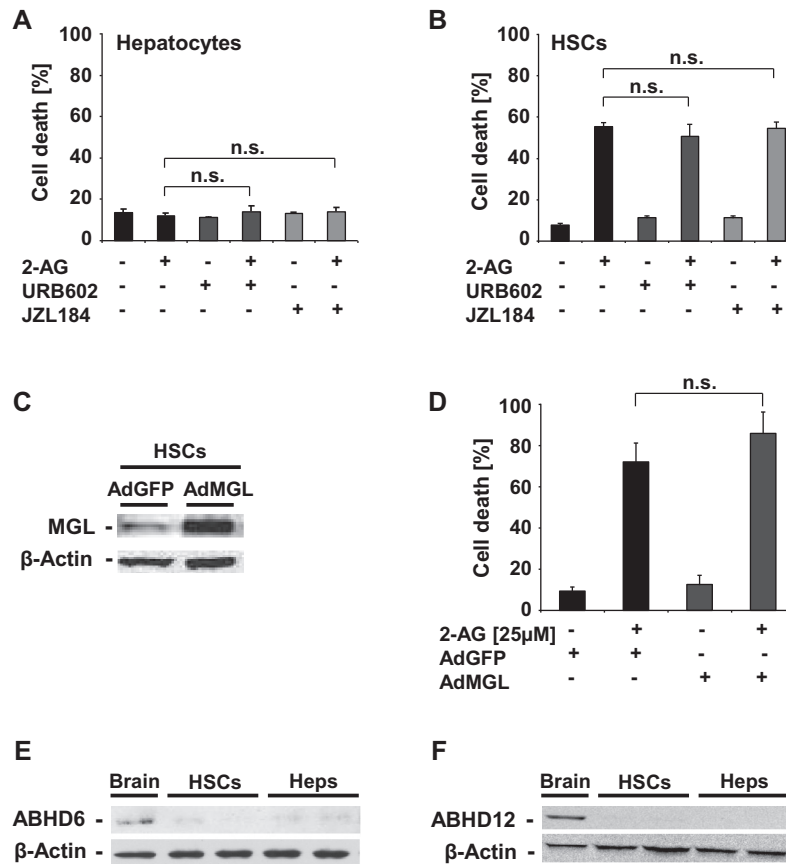 A
Hepatocytes
Cell death [%]
100
80
60
40
20
0
n.s.
n.s.
2-AG - + - + - +
URB602 - - + + - -
JZL184 - - - - + +
B
HSCs
Cell death [%]
100
80
60
40
20
0
n.s.
n.s.
2-AG - + - + - +
URB602 - - + + - -
JZL184 - - - - + +
C
HSCs
AdGFP AdMGL
MGL -
β-Actin -
D
n.s.
Cell death [%]
100
80
60
40
20
0
2-AG [25µM] - + - +
AdGFP + + - -
AdMGL - - + +
E
Brain HSCs Heps
ABHD6 -
β-Actin -
F
Brain HSCs Heps
ABHD12 -
β-Actin -